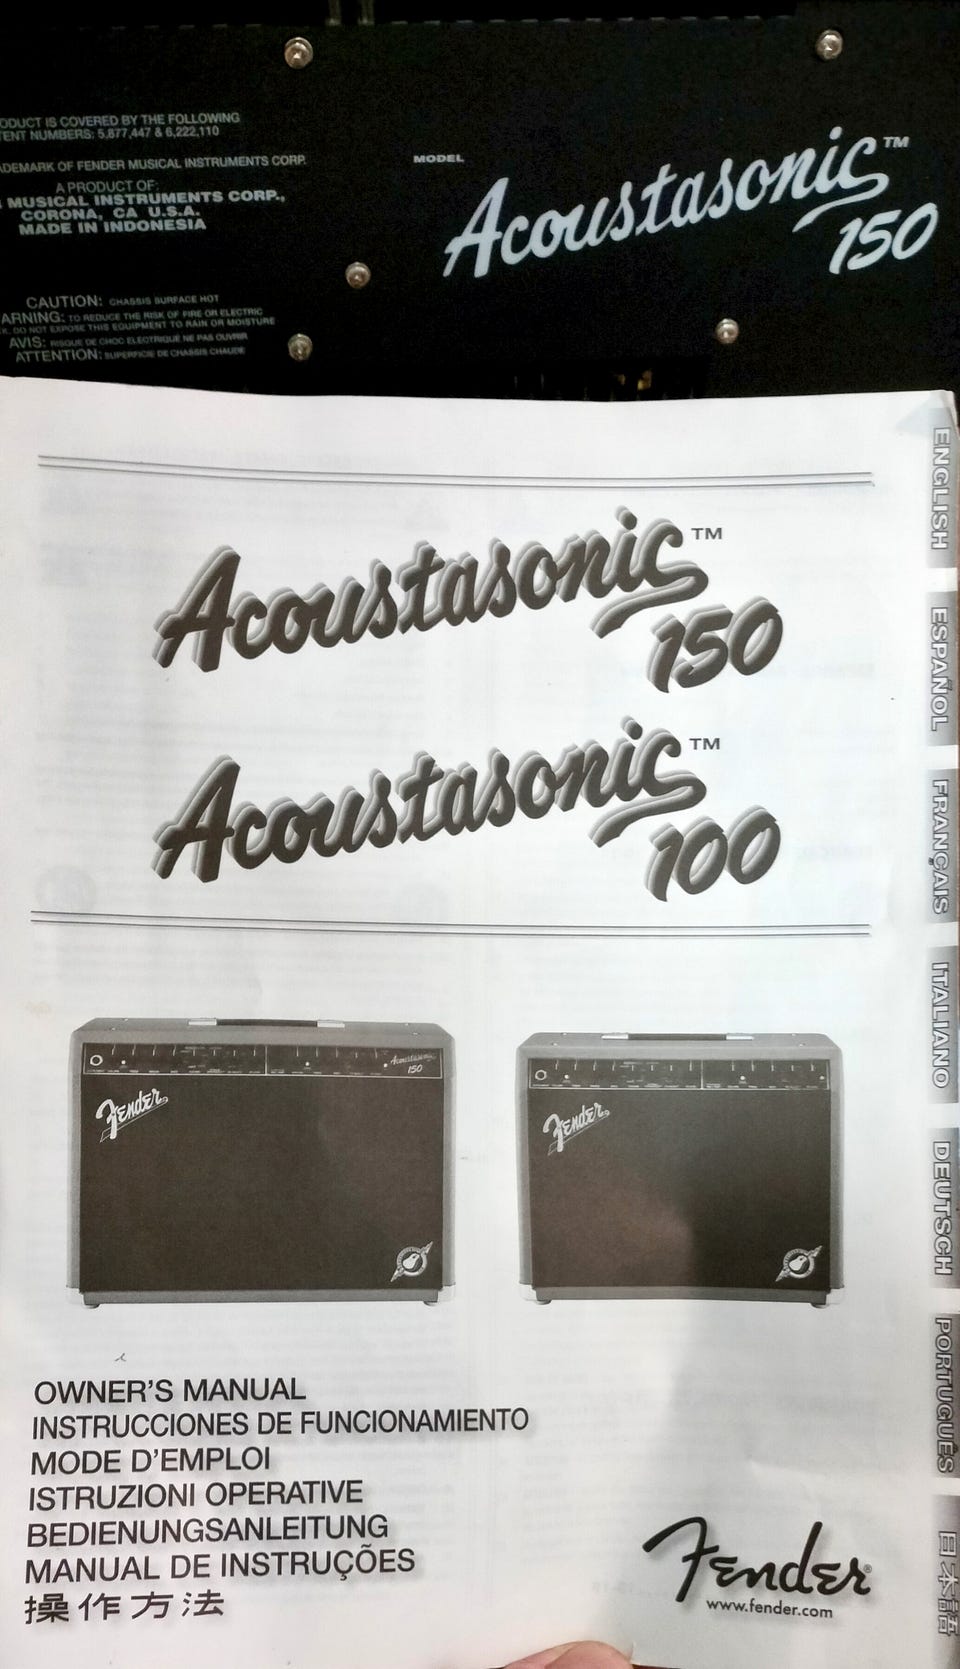 PRODUCT IS COVERED BY THE FOLLOWING
PATENT NUMBERS: 5,877,447 & 6,222,110
TRADEMARK OF FENDER MUSICAL INSTRUMENTS CORP.
A PRODUCT OF:
MUSICAL INSTRUMENTS CORP.,
CORONA, CA U.S.A.
MADE IN INDONESIA
CAUTION: CHASSIS SURFACE HOT
WARNING: TO REDUCE THE RISK OF FIRE OR ELECTRIC
DO NOT EXPOSE THIS EQUIPMENT TO RAIN OR MOISTURE
AVIS: RISQUE DE CHOC ELECTRIQUE NE PAS OUVRIR
ATTENTION: SUPERFICIE DE CHASSIS CHAUDE
MODEL
Acoustasonic™
150
Acoustasonic™
150
Acoustasonic™
100
Acoustasonic
150
Fender
Fender
OWNER'S MANUAL
INSTRUCCIONES DE FUNCIONAMIENTO
MODE D'EMPLOI
ISTRUZIONI OPERATIVE
BEDIENUNGSANLEITUNG
MANUAL DE INSTRUÇÕES
操作方法
Fender®
www.fender.com
ENGLISH
ESPAÑOL
FRANÇAIS
ITALIANO
DEUTSCH
PORTUGUÊS
日本語